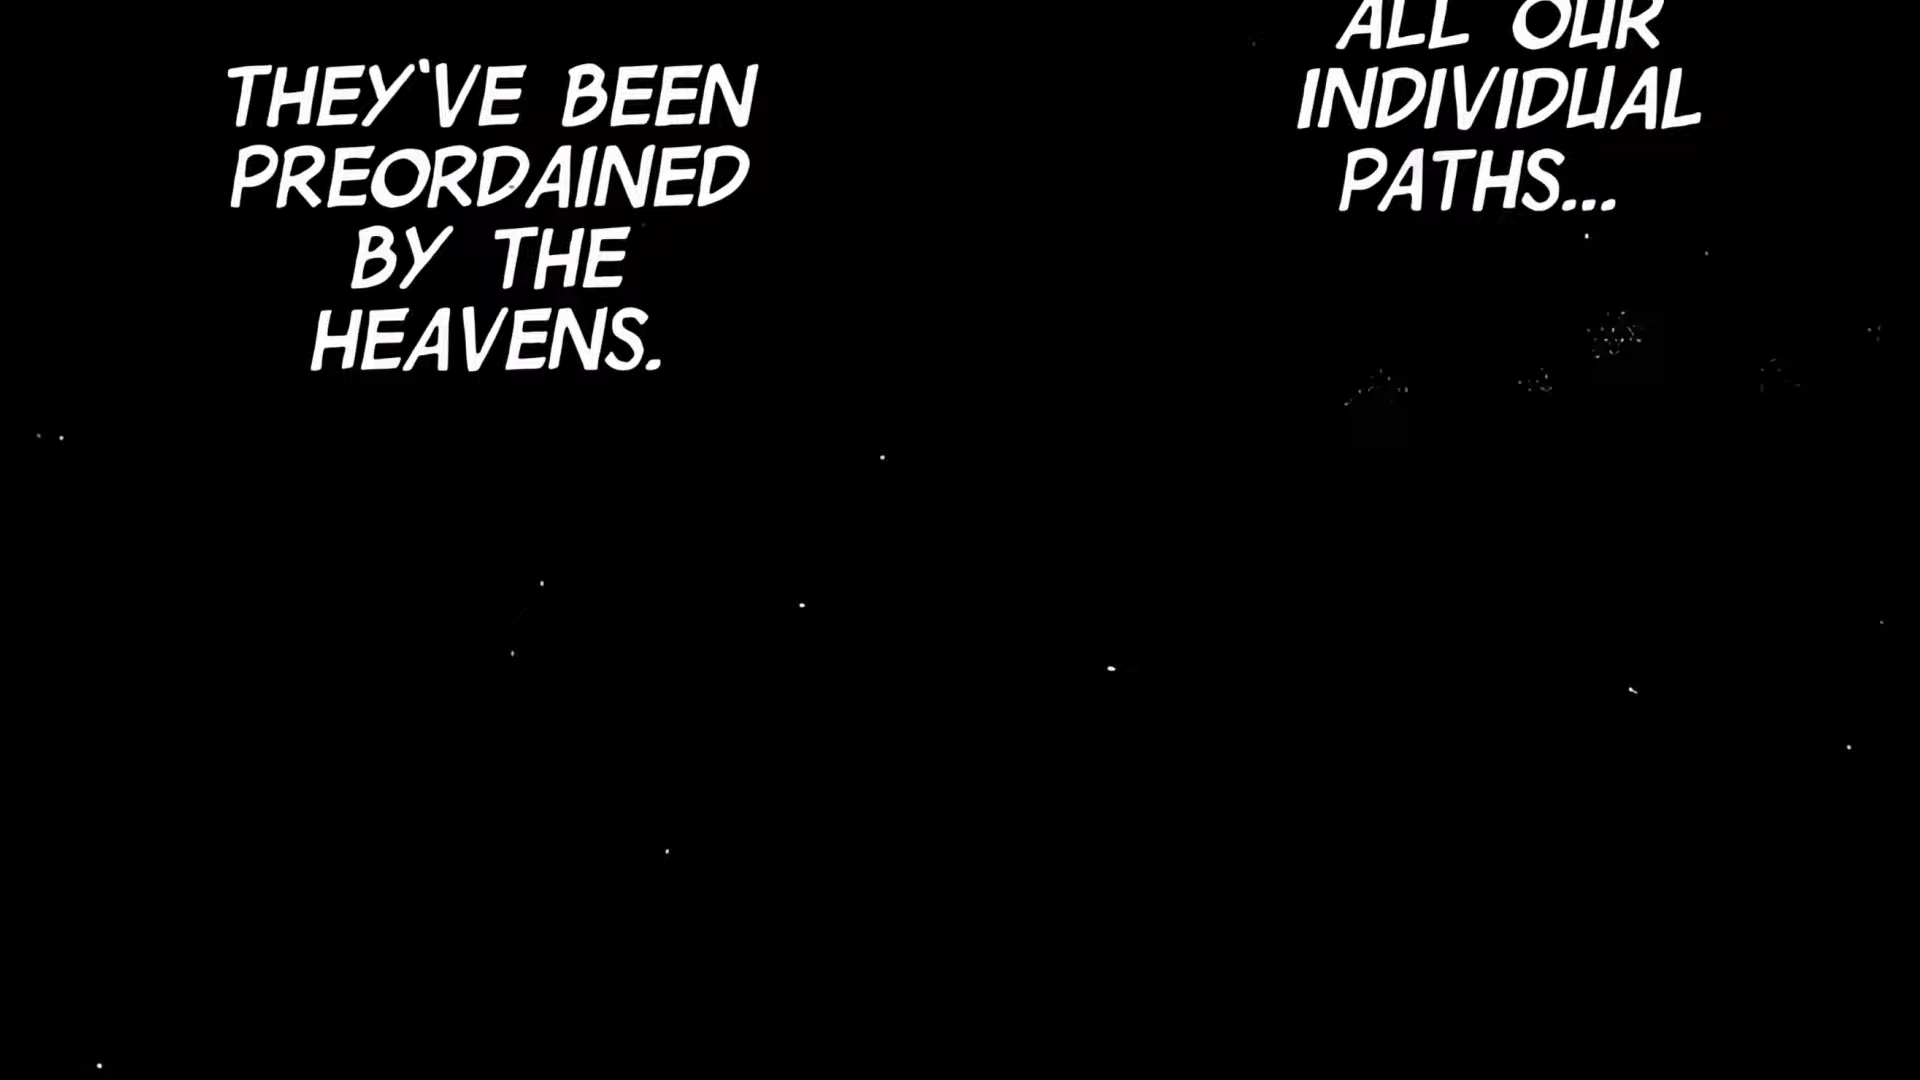 ALL OUR
INDIVIDUAL
PATHS...
THEY'VE BEEN
PREORDAINED
BY THE
HEAVENS.